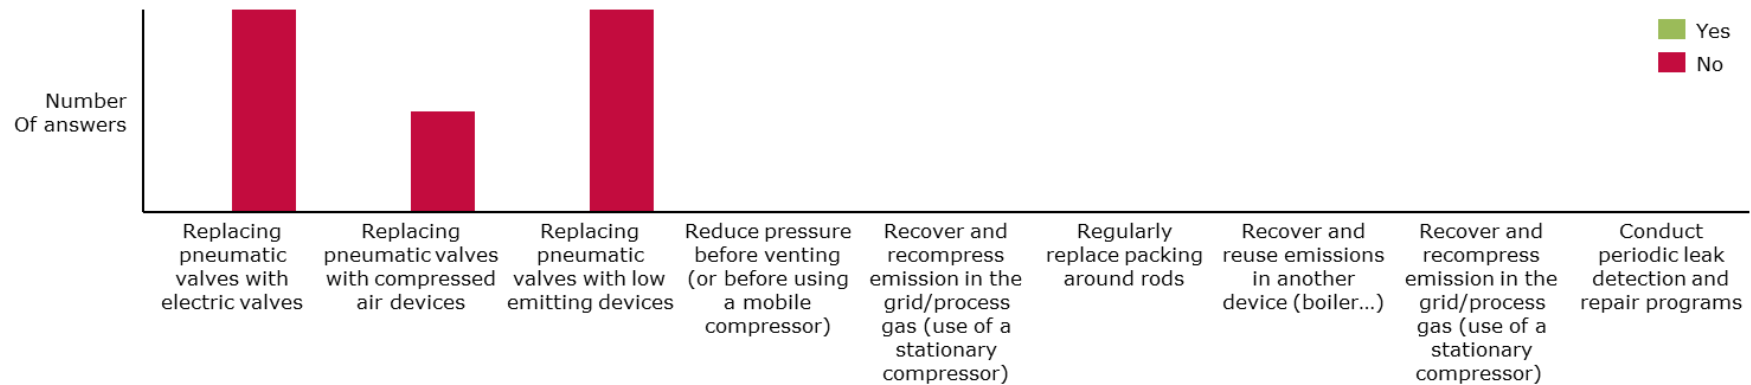 Yes
No
Number
Of answers
Replacing
pneumatic
valves with
electric valves
Replacing
pneumatic valves
with compressed
air devices
Replacing
pneumatic
valves with low
emitting devices
Reduce pressure
before venting
(or before using
a mobile
compressor)
Recover and
recompress
emission in the
grid/process
gas (use of a
stationary
compressor)
Regularly
replace packing
around rods
Recover and
reuse emissions
in another
device (boiler...)
Recover and
recompress
emission in the
grid/process
gas (use of a
stationary
compressor)
Conduct
periodic leak
detection and
repair programs